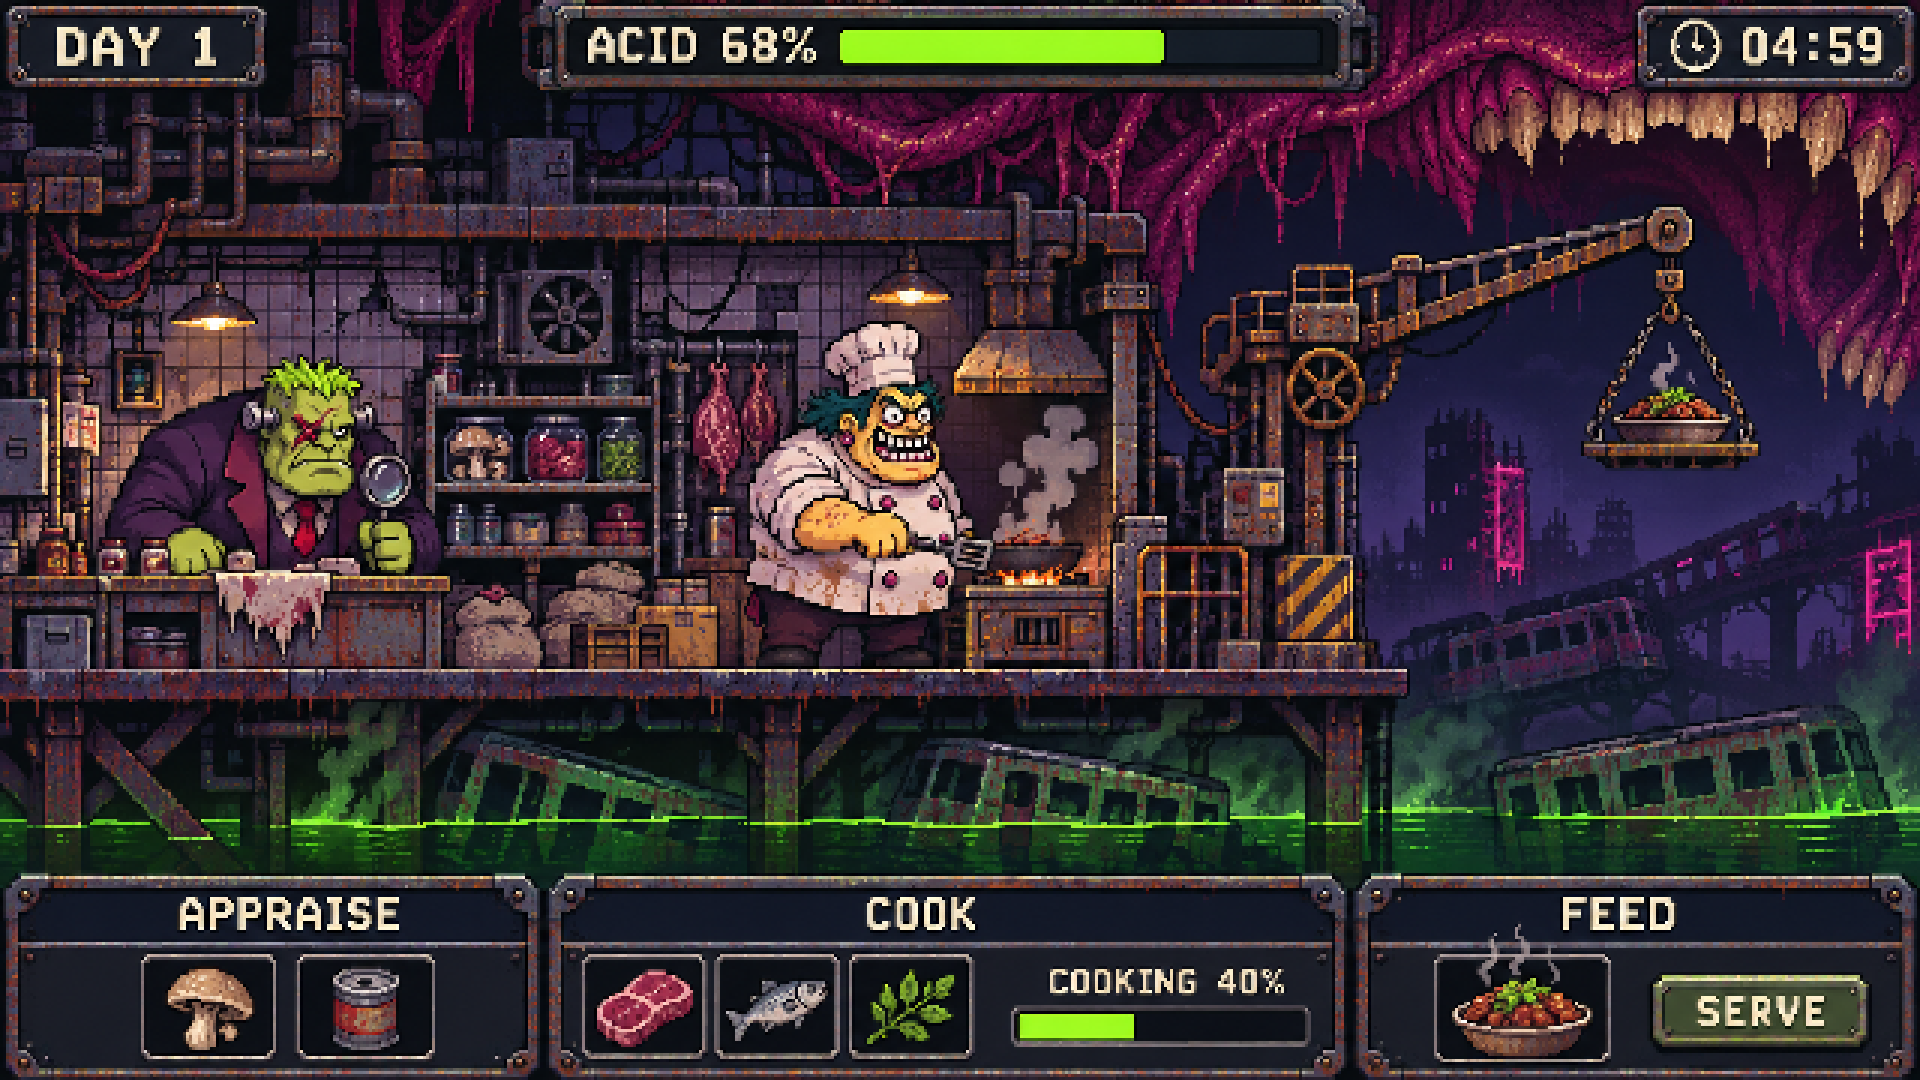 DAY 1
ACID 68%
04:59
APPRAISE
COOK
COOKING 40%
FEED
SERVE